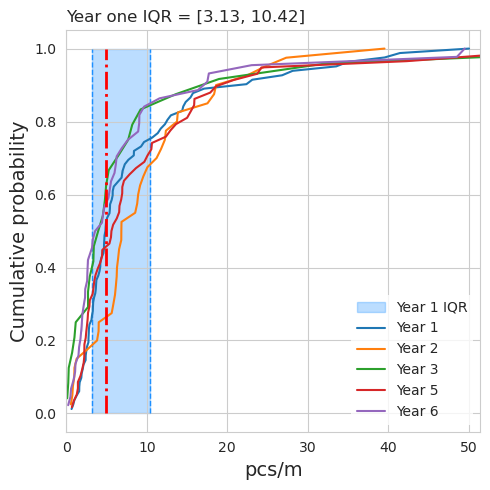 Year one IQR = [3.13, 10.42]
Cumulative probability
1.0
0.8
0.6
0.4
0.2
0.0
Year 1 IQR
Year 1
Year 2
Year 3
Year 5
Year 6
0 10 20 30 40 50
pcs/m